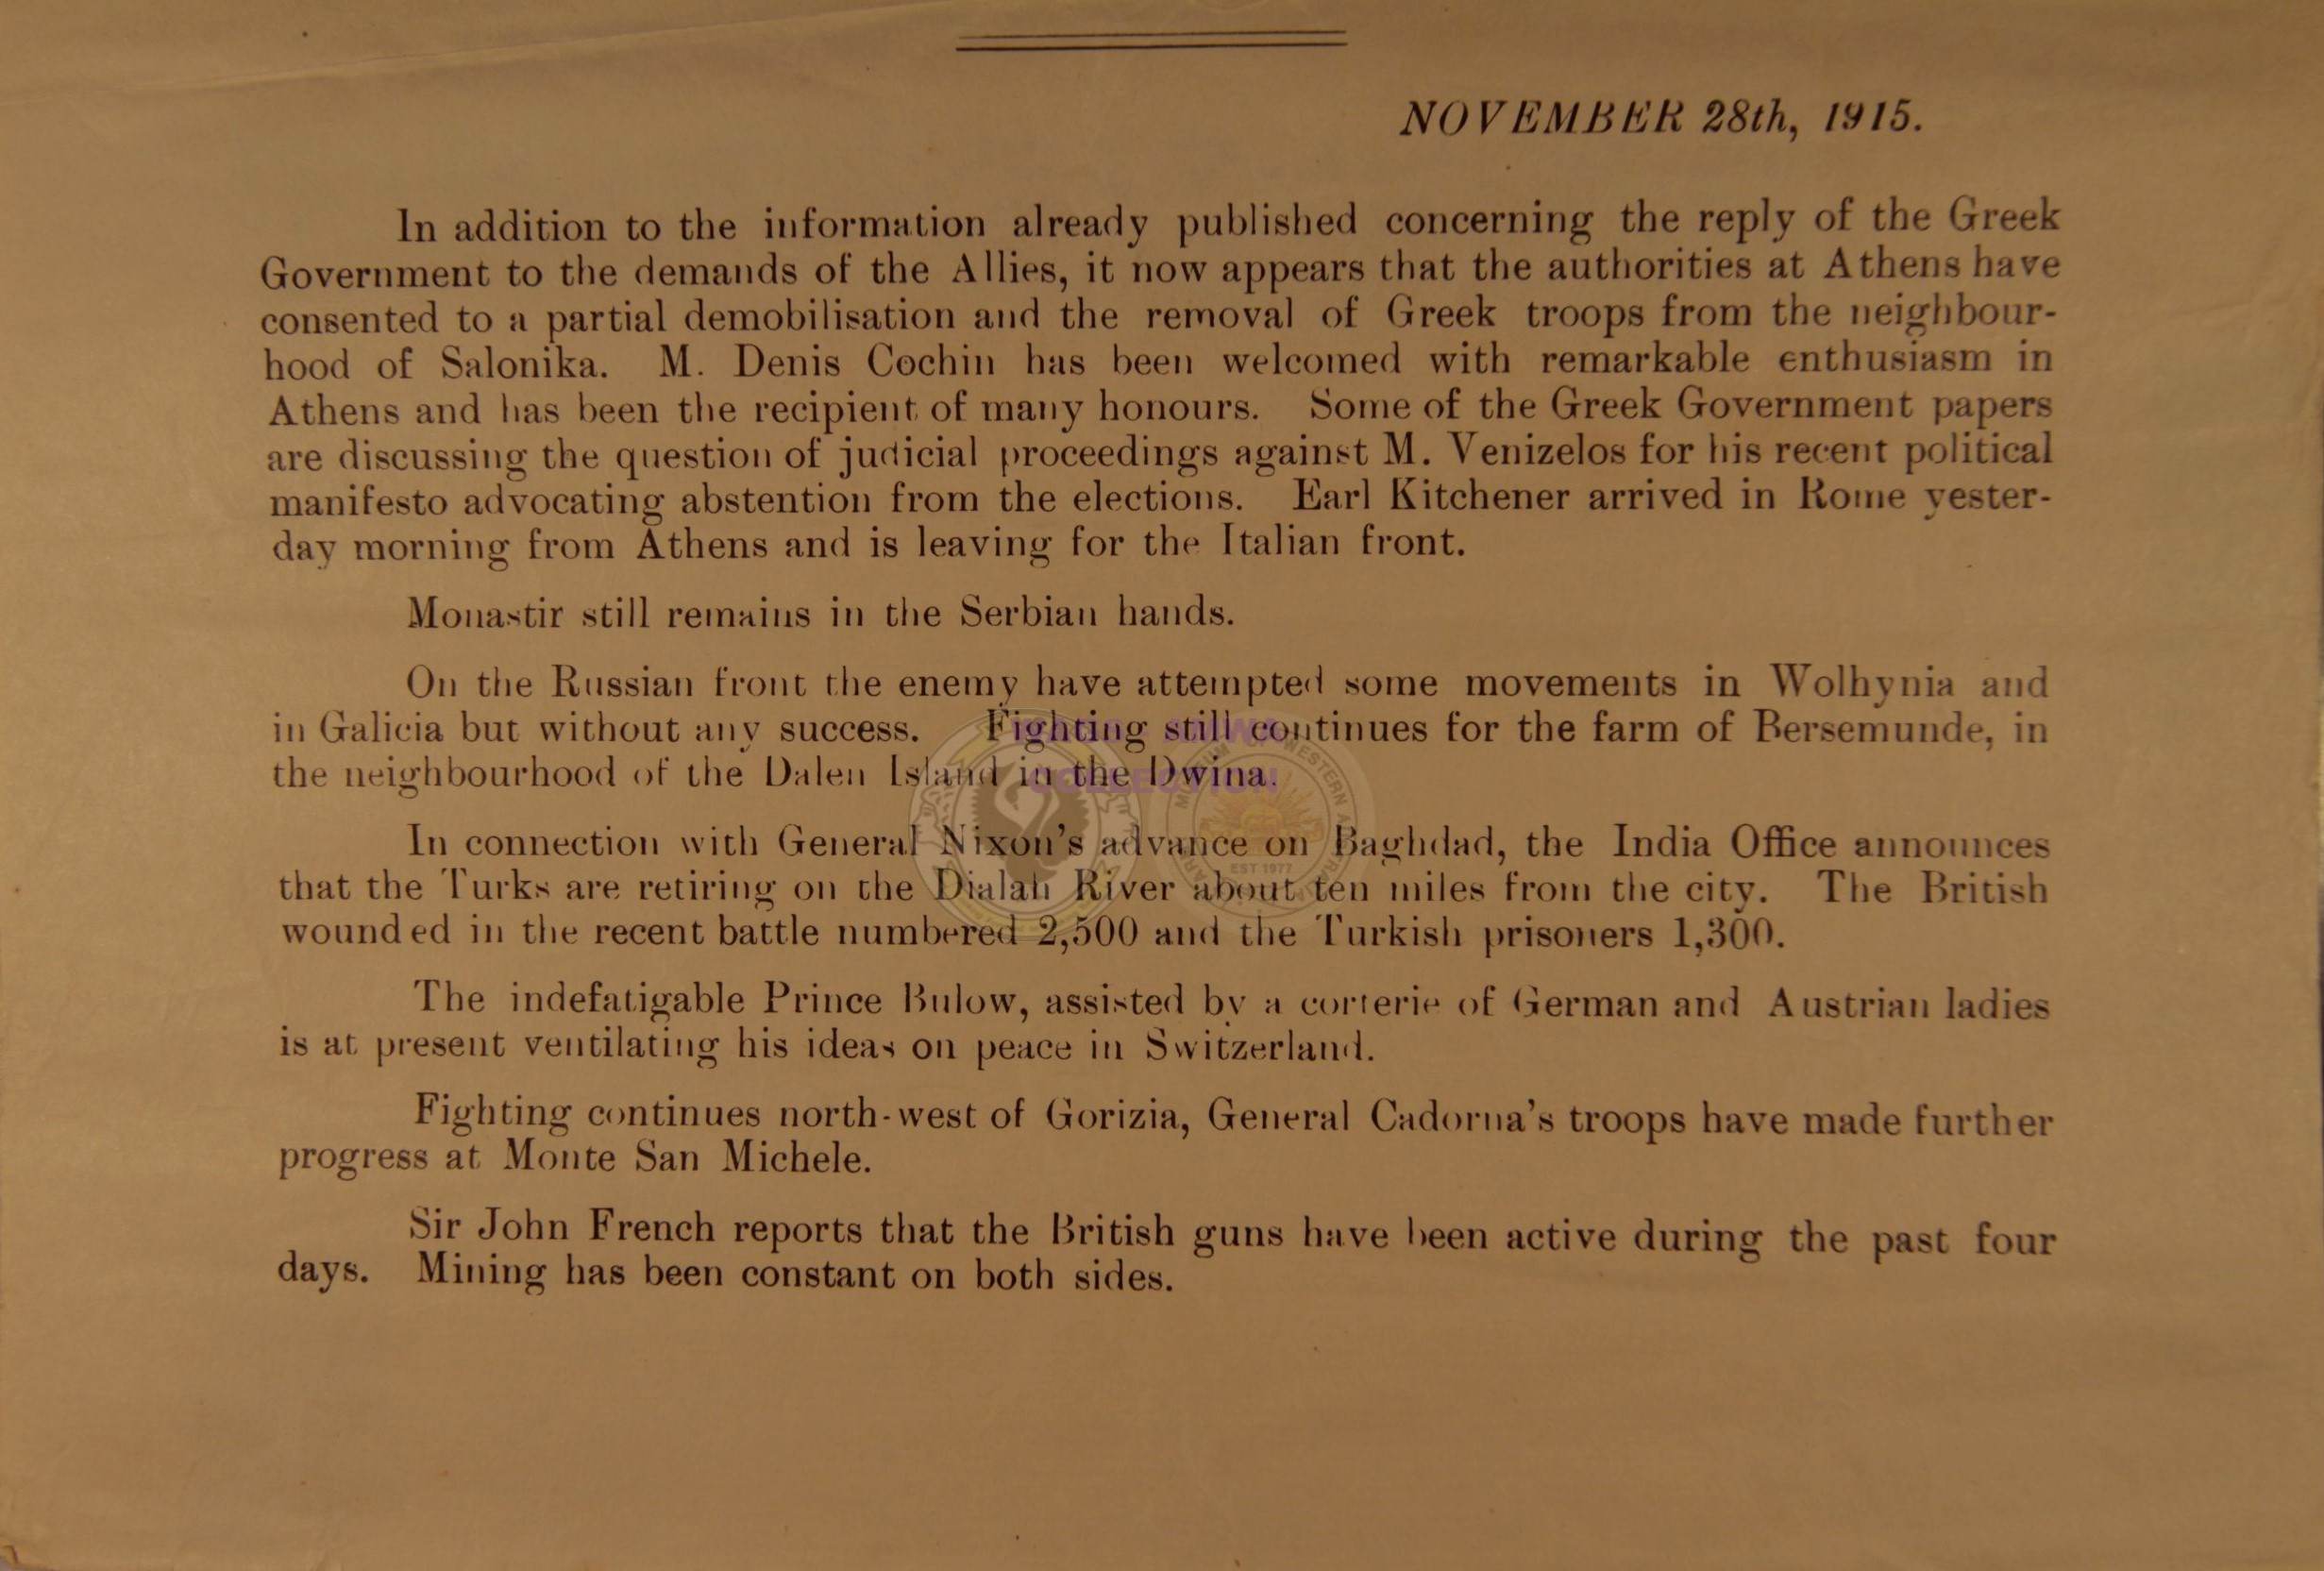 NOVEMBER 28th, 1915.
In addition to the information already published concerning the reply of the Greek
Government to the demands of the Allies, it now appears that the authorities at Athens have
consented to a partial demobilisation and the removal of Greek troops from the neighbour-
hood of Salonika. M. Denis Cochin has been welcomed with remarkable enthusiasm in
Athens and has been the recipient of many honours. Some of the Greek Government papers
are discussing the question of judicial proceedings against M. Venizelos for his recent political
manifesto advocating abstention from the elections. Earl Kitchener arrived in Rome yester-
day morning from Athens and is leaving for the Italian front.
Monastir still remains in the Serbian hands.
On the Russian front the enemy have attempted some movements in Wolhynia and
in Galicia but without any success. Fighting still continues for the farm of Bersemunde, in
the neighbourhood of the Dalen Island in the Dwina.
In connection with General Nixon's advance on Baghdad, the India Office announces
that the Turks are retiring on the Dialah River about ten miles from the city. The British
wounded in the recent battle numbered 2,500 and the Turkish prisoners 1,300.
The indefatigable Prince Bulow, assisted by a corterie of German and Austrian ladies
is at present ventilating his ideas on peace in Switzerland.
Fighting continues north-west of Gorizia, General Cadorna's troops have made further
progress at Monte San Michele.
Sir John French reports that the British guns have been active during the past four
days. Mining has been constant on both sides.
COLLECTION
EST 1977